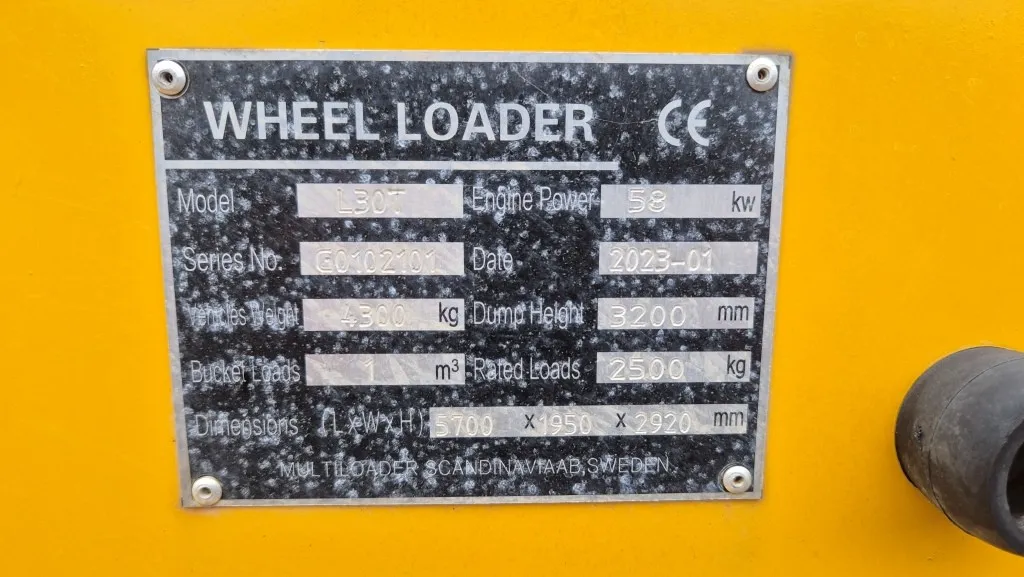 WHEEL LOADER CE
Model L30T Engine Power 58 kw
Series No. G0102101 Date 2023-01
Vehicles Weight 4300 kg Dump Height 3200 mm
Bucket Loads 1 m³ Rated Loads 2500 kg
Dimensions (LxWxH) 5700 x 1950 x 2920 mm
MULTILOADER SCANDINAVIAAB,SWEDEN.